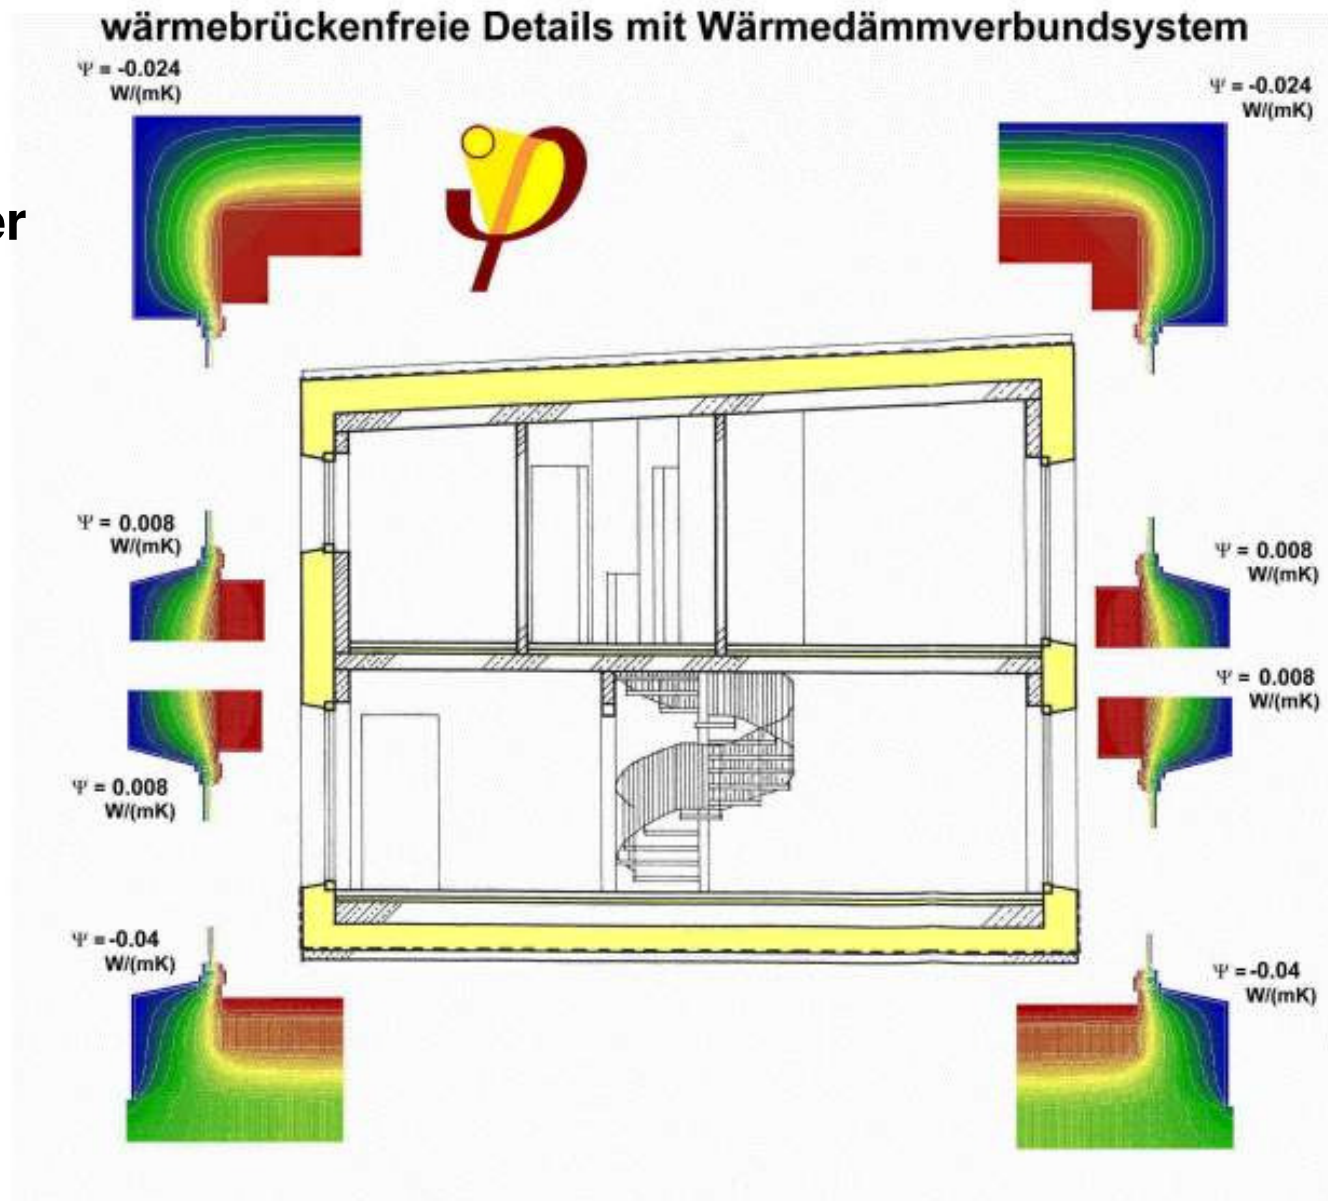 wärmebrückenfreie Details mit Wärmedämmverbundsystem
Ψ = -0.024
W/(mK)
Ψ = -0.024
W/(mK)
er
Ψ = 0.008
W/(mK)
Ψ = 0.008
W/(mK)
Ψ = 0.008
W/(mK)
Ψ = 0.008
W/(mK)
Ψ =-0.04
W/(mK)
Ψ =-0.04
W/(mK)